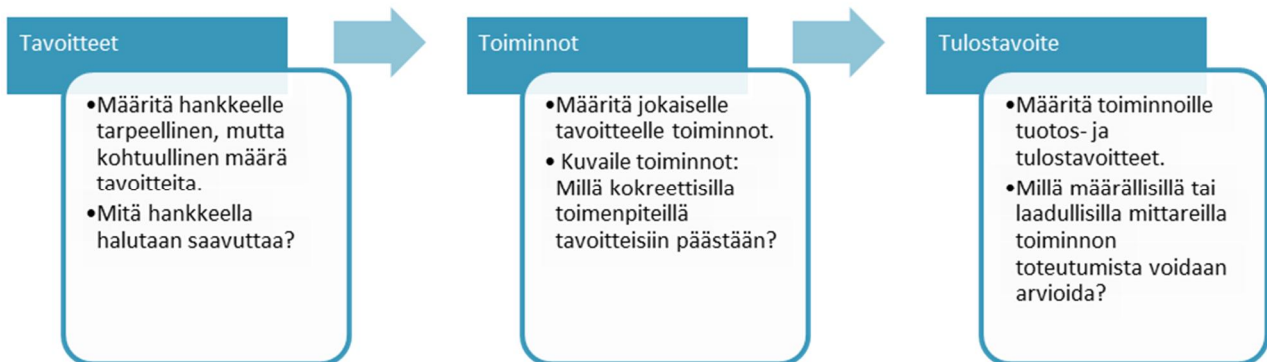 Tavoitteet
•Määritä hankkeelle
tarpeellinen, mutta
kohtuullinen määrä
tavoitteita.
•Mitä hankkeella
halutaan saavuttaa?
Toiminnot
•Määritä jokaiselle
tavoitteelle toiminnot.
• Kuvaile toiminnot:
Millä kokreettisilla
toimenpiteillä
tavoitteisiin päästään?
Tulostavoite
•Määritä toiminnoille
tuotos- ja
tulostavoitteet.
•Millä määrällisillä tai
laadullisilla mittareilla
toiminnon
toteutumista voidaan
arvioida?